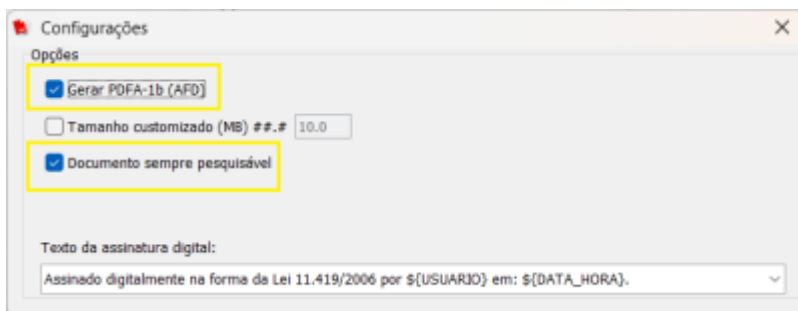 Configurações
Opções
Gerar PDFA-1b (AFD)
Tamanho customizado (MB) ##.# 10.0
Documento sempre pesquisável
Texto da assinatura digital:
Assinado digitalmente na forma da Lei 11.419/2006 por ${USUARIO} em: ${DATA_HORA}.